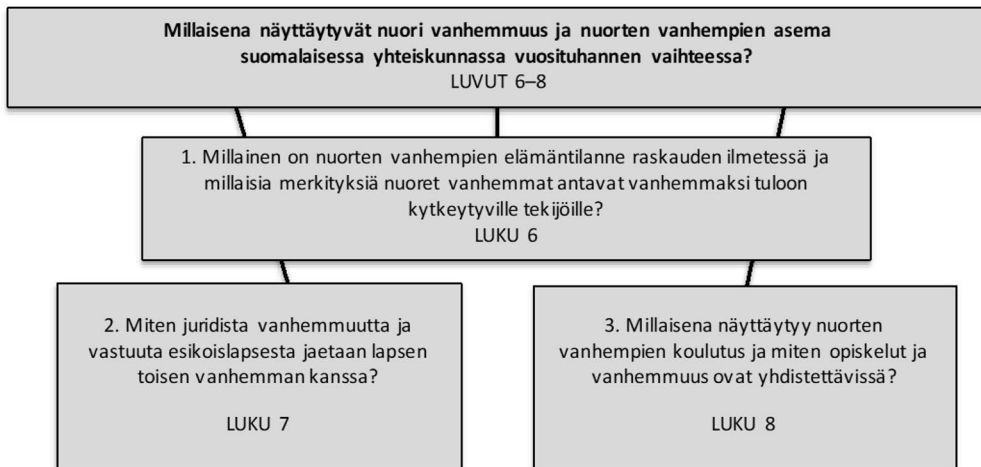 Millaisena näyttäytyvät nuori vanhemmuus ja nuorten vanhempien asema
suomalaisessa yhteiskunnassa vuosituhannen vaihteessa?
LUVUT 6–8
1. Millainen on nuorten vanhempien elämäntilanne raskauden ilmetessä ja
millaisia merkityksiä nuoret vanhemmat antavat vanhemmaksi tuloon
kytkeytyville tekijöille?
LUKU 6
2. Miten juridista vanhemmuutta ja
vastuuta esikoislapsesta jaetaan lapsen
toisen vanhemman kanssa?
LUKU 7
3. Millaisena näyttäytyy nuorten
vanhempien koulutus ja miten opiskelut ja
vanhemmuus ovat yhdistettävissä?
LUKU 8